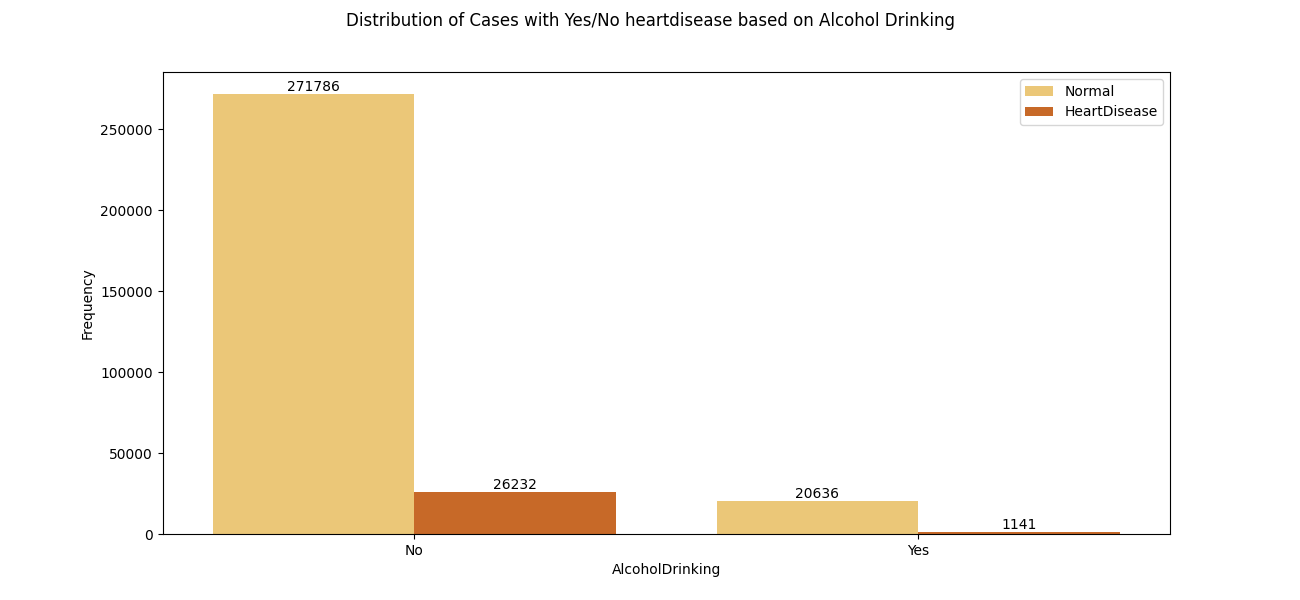 Distribution of Cases with Yes/No heartdisease based on Alcohol Drinking
271786
Normal
HeartDisease
250000
200000
150000
100000
50000
0
Frequency
26232
20636
1141
No
Yes
AlcoholDrinking